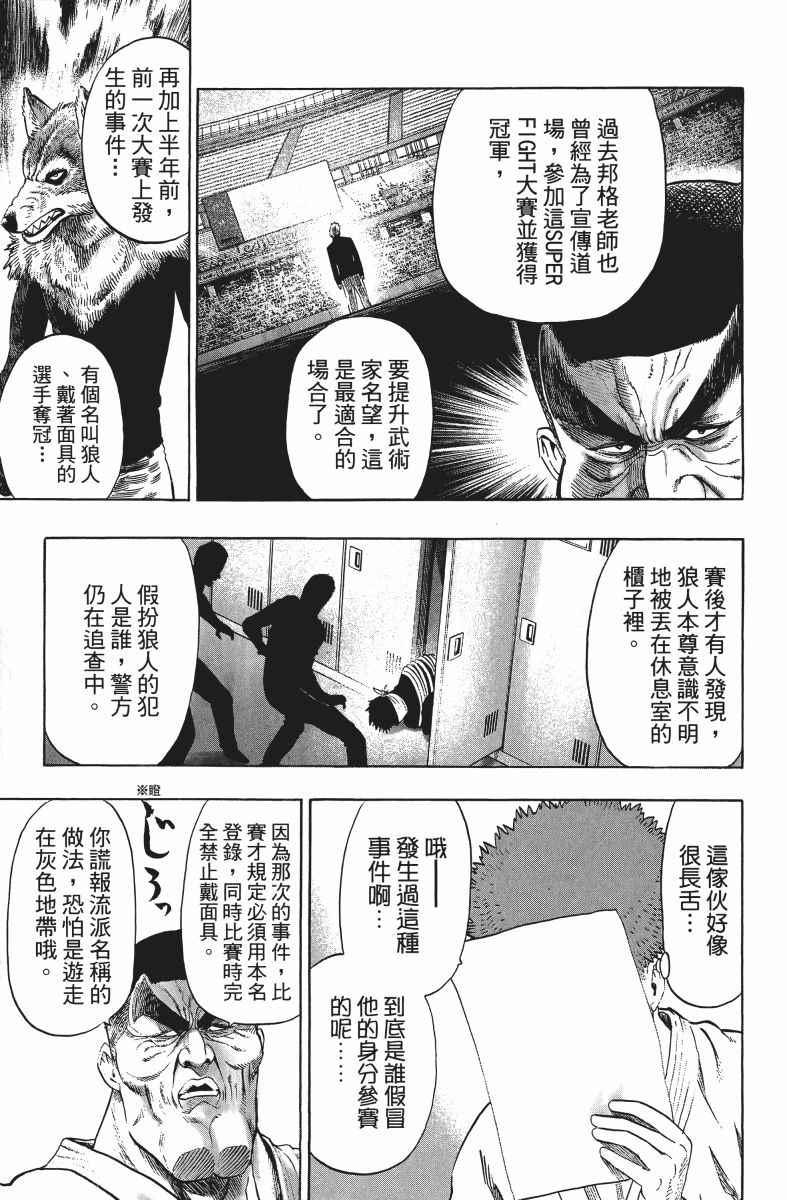 過去邦格老師也
曾經為了宣傳道
場，參加這SUPER
FIGHT大賽並獲得
冠軍，
要提升武術
家名望，這
是最適合的
場合了。
再加上半年前，
前一次大賽上發
生的事件…
有個名叫狼人
、戴著面具的
選手奪冠…
賽後才有人發現，
狼人本尊意識不明
地被丟在休息室的
櫃子裡。
假扮狼人的犯
人是誰，警方
仍在追查中。
這傢伙好像
很長舌…
哦——
發生過這種
事件啊…
到底是誰假冒
他的身分參賽
的呢……
因為那次的事件，比
賽才規定必須用本名
登錄，同時比賽時完
全禁止戴面具。
※瞪
じろっ
你謊報流派名稱的
做法，恐怕是遊走
在灰色地帶哦。